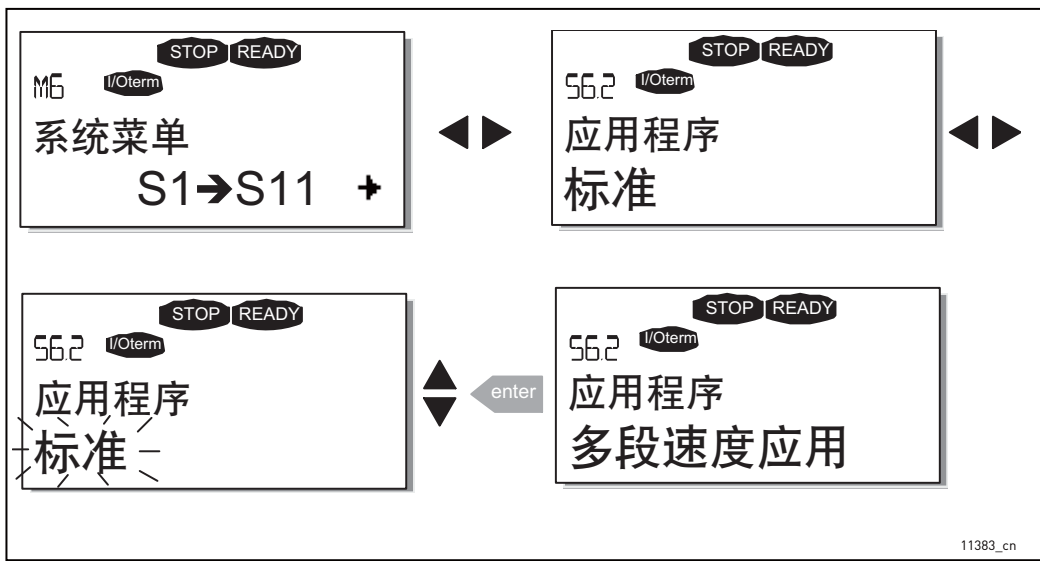 STOP READY
M6 I/Oterm
系统菜单
S1➔S11 ➔
STOP READY
S6.2 I/Oterm
应用程序
标准
STOP READY
S6.2 I/Oterm
应用程序
标准
enter
STOP READY
S6.2 I/Oterm
应用程序
多段速度应用
11383_cn